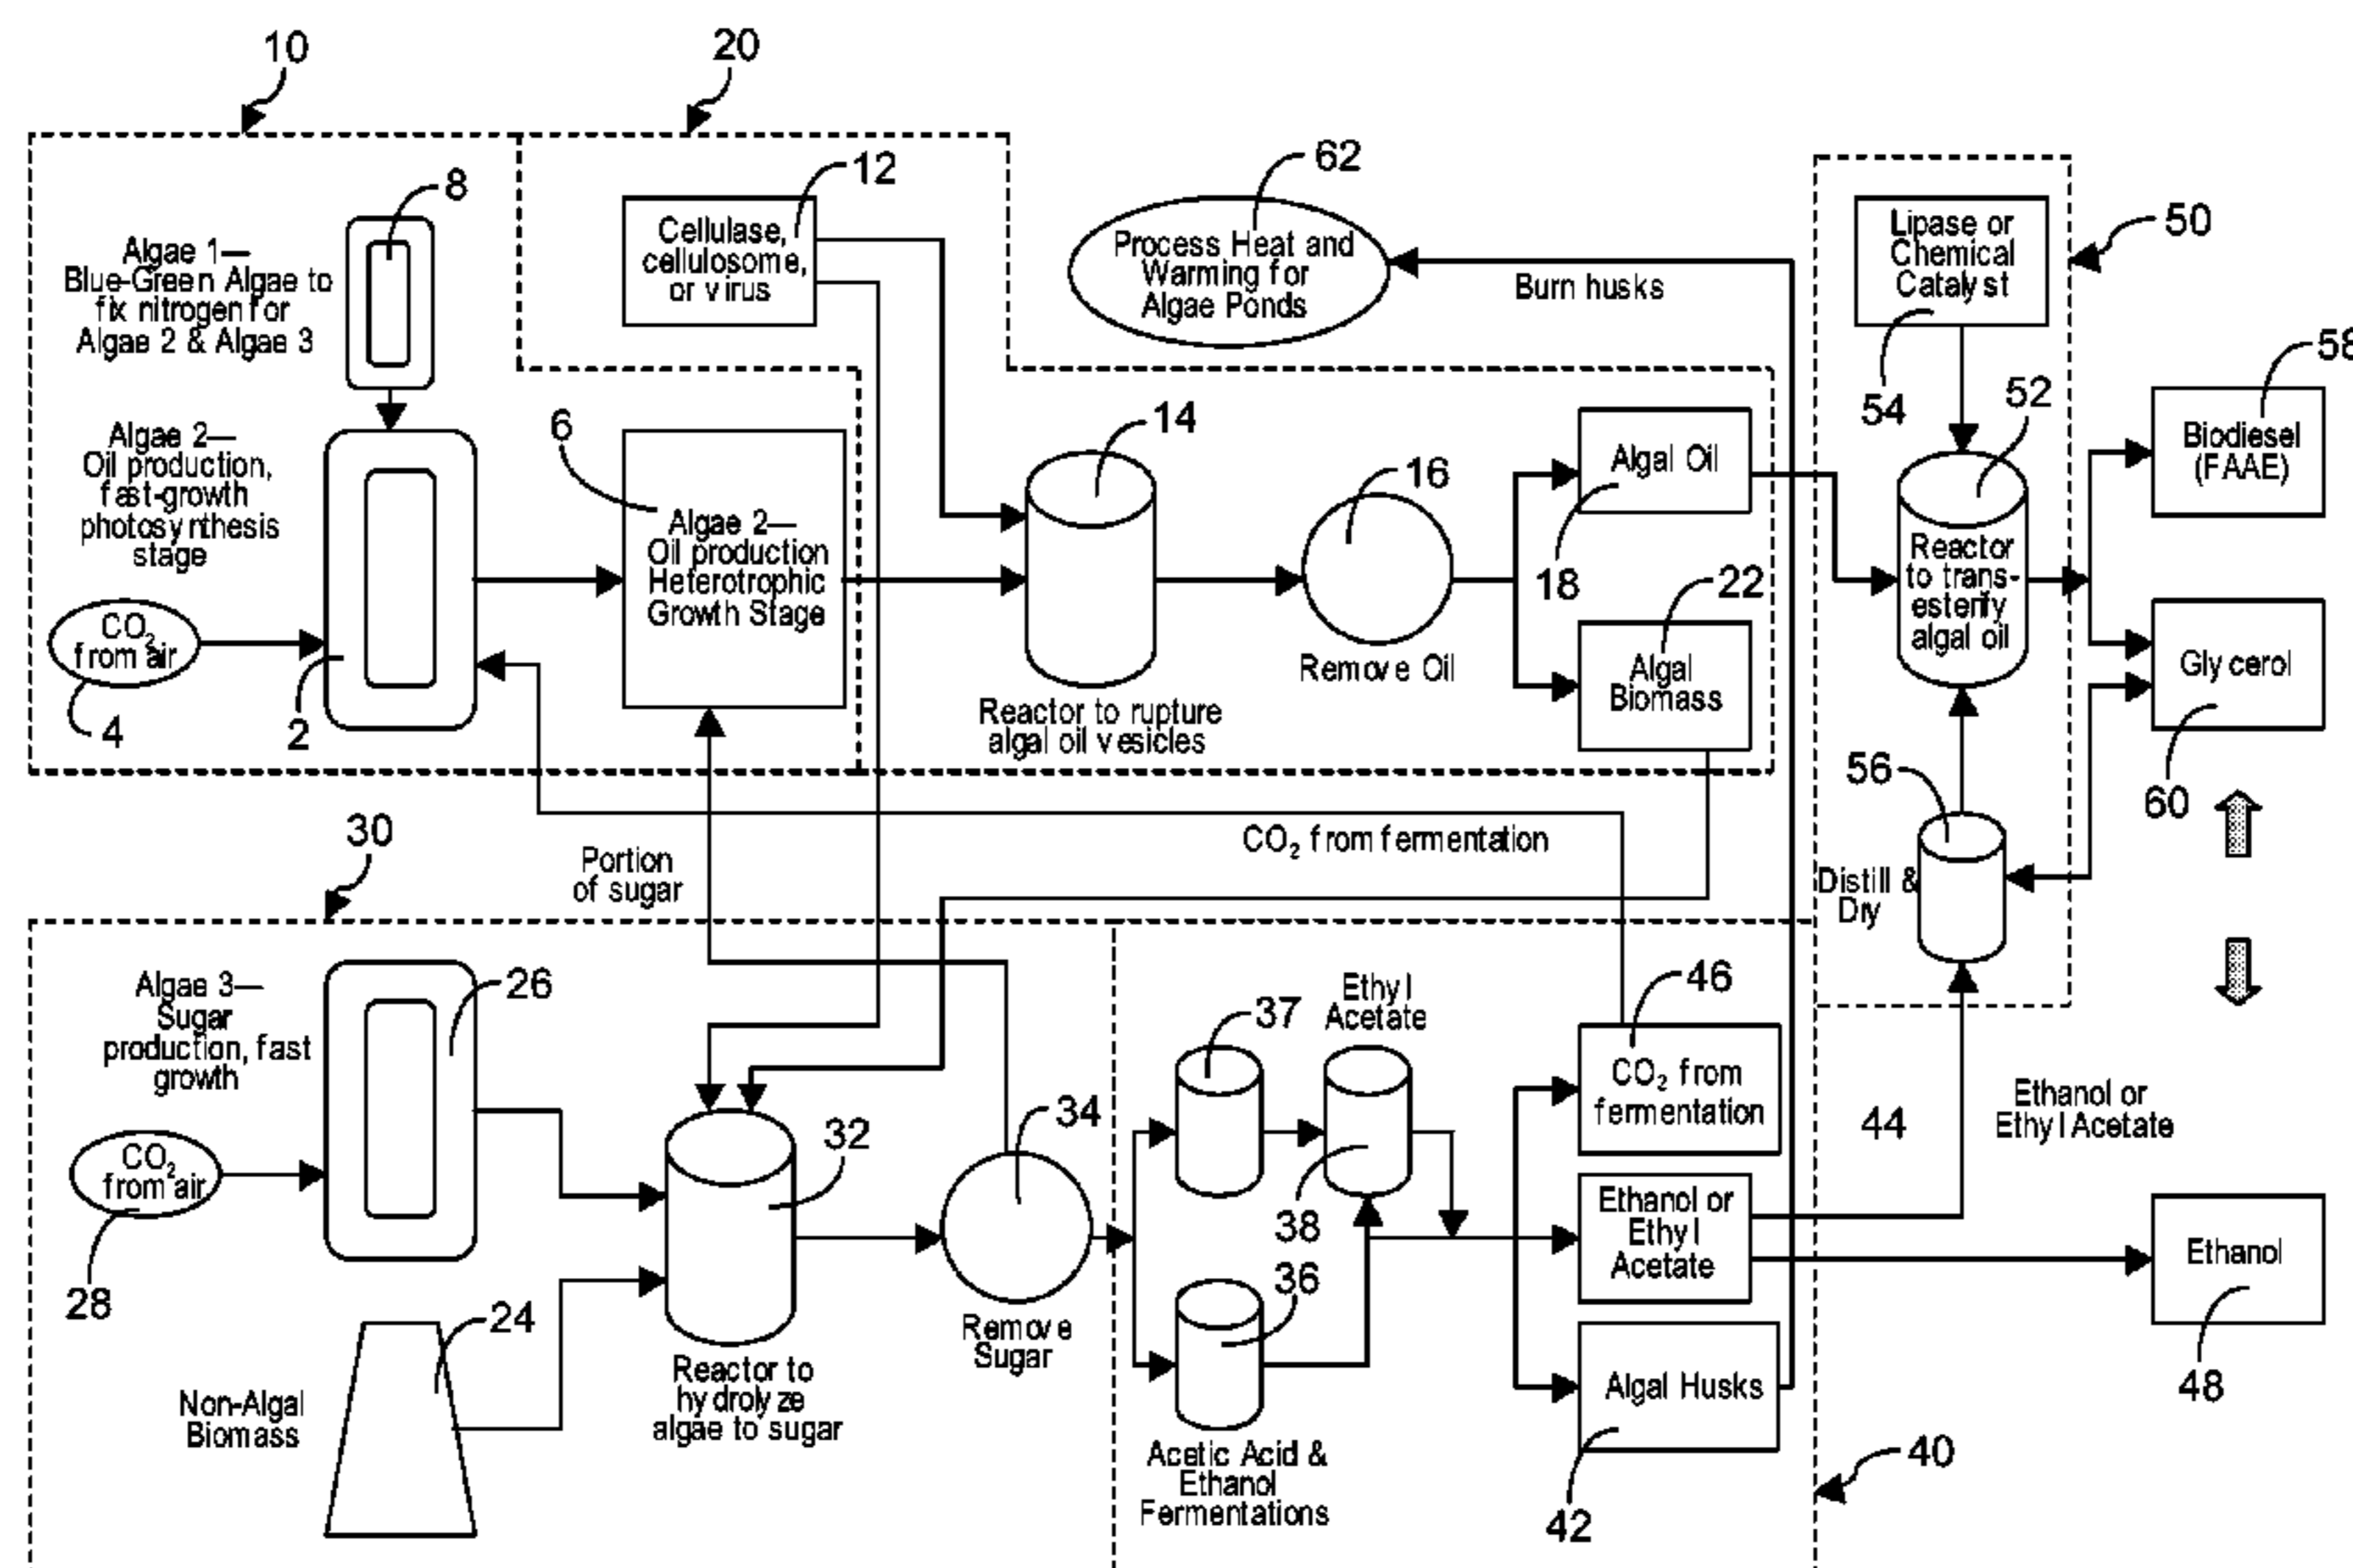 10
20
8
Algae 1—
Blue-Green Algae to
fix nitrogen for
Algae 2 & Algae 3
12
Cellulase,
cellulosome,
or virus
62
Process Heat and
Warming for
Algae Ponds
Burn husks
Lipase or
Chemical
Catalyst
50
54
52
58
Biodiesel
(FAAE)
Algae 2—
Oil production,
fast-growth
photosynthesis
stage
6
Algae 2—
Oil production
Heterotrophic
Growth Stage
14
Reactor to rupture
algal oil vesicles
16
Remove Oil
Algal Oil
18
22
Algal
Biomass
Reactor
to trans-
esterify
algal oil
Glycerol
60
CO2
from air
4
2
56
Distill &
Dry
CO2 from fermentation
Portion
of sugar
30
Algae 3—
Sugar
production, fast
growth
26
CO2
from air
28
24
Non-Algal
Biomass
32
Reactor to
hydrolyze
algae to sugar
34
Remove
Sugar
37
Ethyl
Acetate
38
36
Acetic Acid &
Ethanol
Fermentations
46
CO2 from
fermentation
44
Ethanol or
Ethyl Acetate
Ethanol or
Ethyl
Acetate
Ethanol
48
Algal Husks
42
40